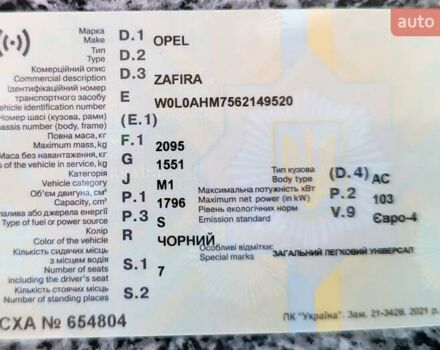 auto
Марка D.1 OPEL
Make
Тип D.2
Type
Комерційний опис D.3 ZAFIRA
Commercial description
Ідентифікаційний номер
транспортного засобу E W0L0AHM7562149520
vehicle identification number
Номер шасі (кузова, рами) (E.1)
chassis number (body, frame)
Повна маса, кг F.1 2095
Maximum mass, kg
Маса без навантаження, кг G 1551
of the vehicle in service, kg
Категорія J M1
Vehicle category
Об'єм двигуна, см³ P.1 1796
Capacity, cm³
палива або джерела енергії P.3 S
Type of fuel or power source
Колір R ЧОРНИЙ
Color of the vehicle
Кількість сидячих місць
з місцем водія S.1 7
Number of seats
including the driver's seat
Кількість стоячих місць S.2
Number of standing places
Тип кузова (D.4) AC
Body type
Максимальна потужність кВт P.2 103
Maximum net power (in kW)
Рівень екологічних норм V.9 Євро-4
Emission standard
Особливі відмітки: ЗАГАЛЬНИЙ ЛЕГКОВИЙ УНІВЕРСАЛ
Special marks
CXA № 654804
ПК "Україна". Зам. 21-3428. 2021 р.